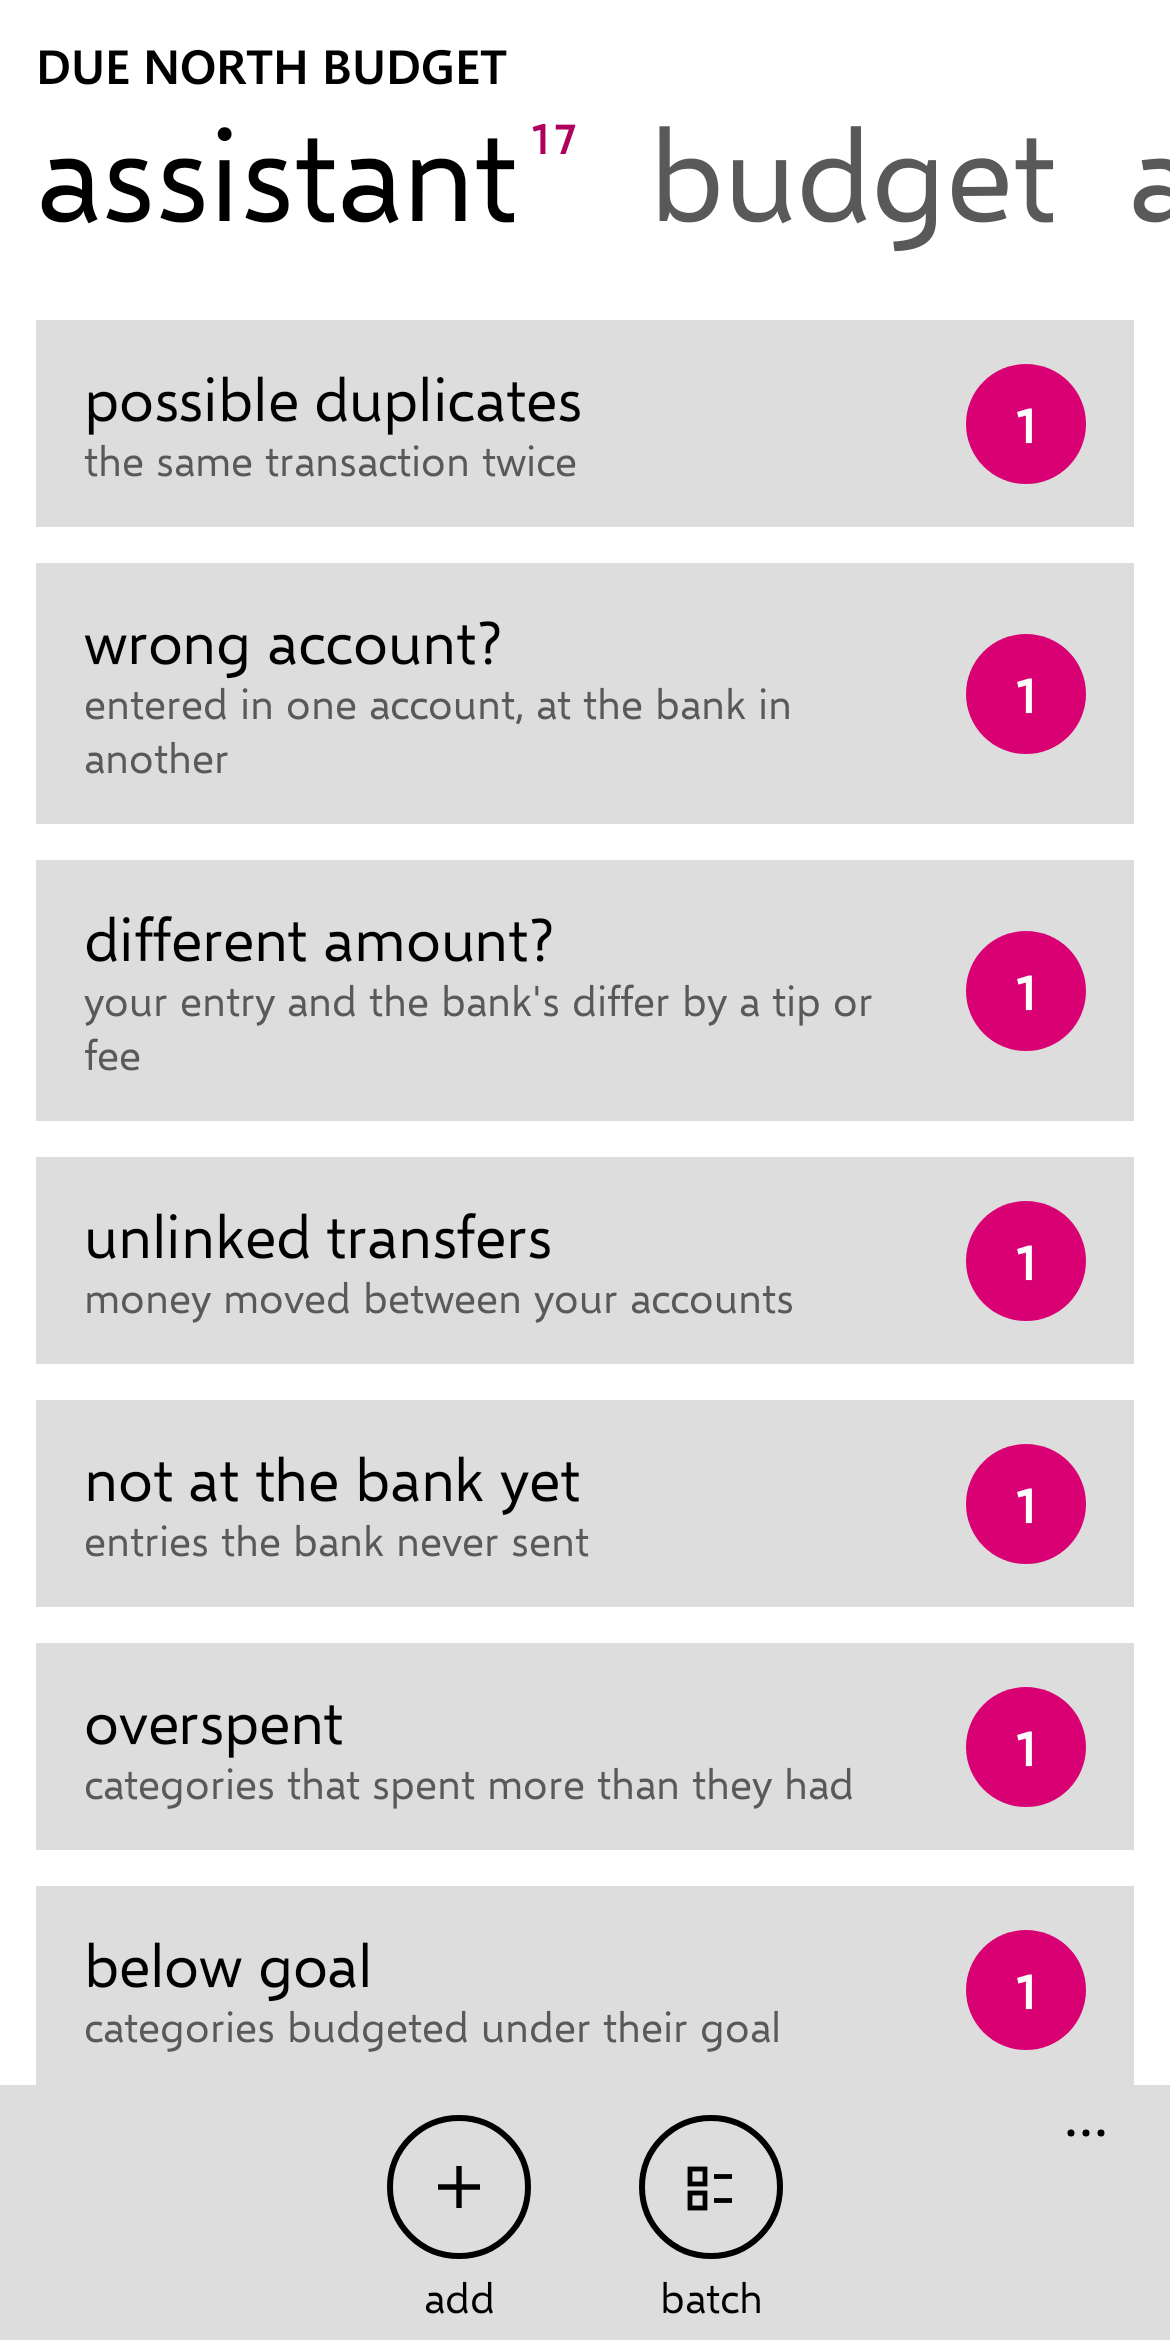 DUE NORTH BUDGET
assistant 17 budget a
possible duplicates
the same transaction twice
1
wrong account?
entered in one account, at the bank in
another
1
different amount?
your entry and the bank's differ by a tip or
fee
1
unlinked transfers
money moved between your accounts
1
not at the bank yet
entries the bank never sent
1
overspent
categories that spent more than they had
1
below goal
categories budgeted under their goal
1
add batch